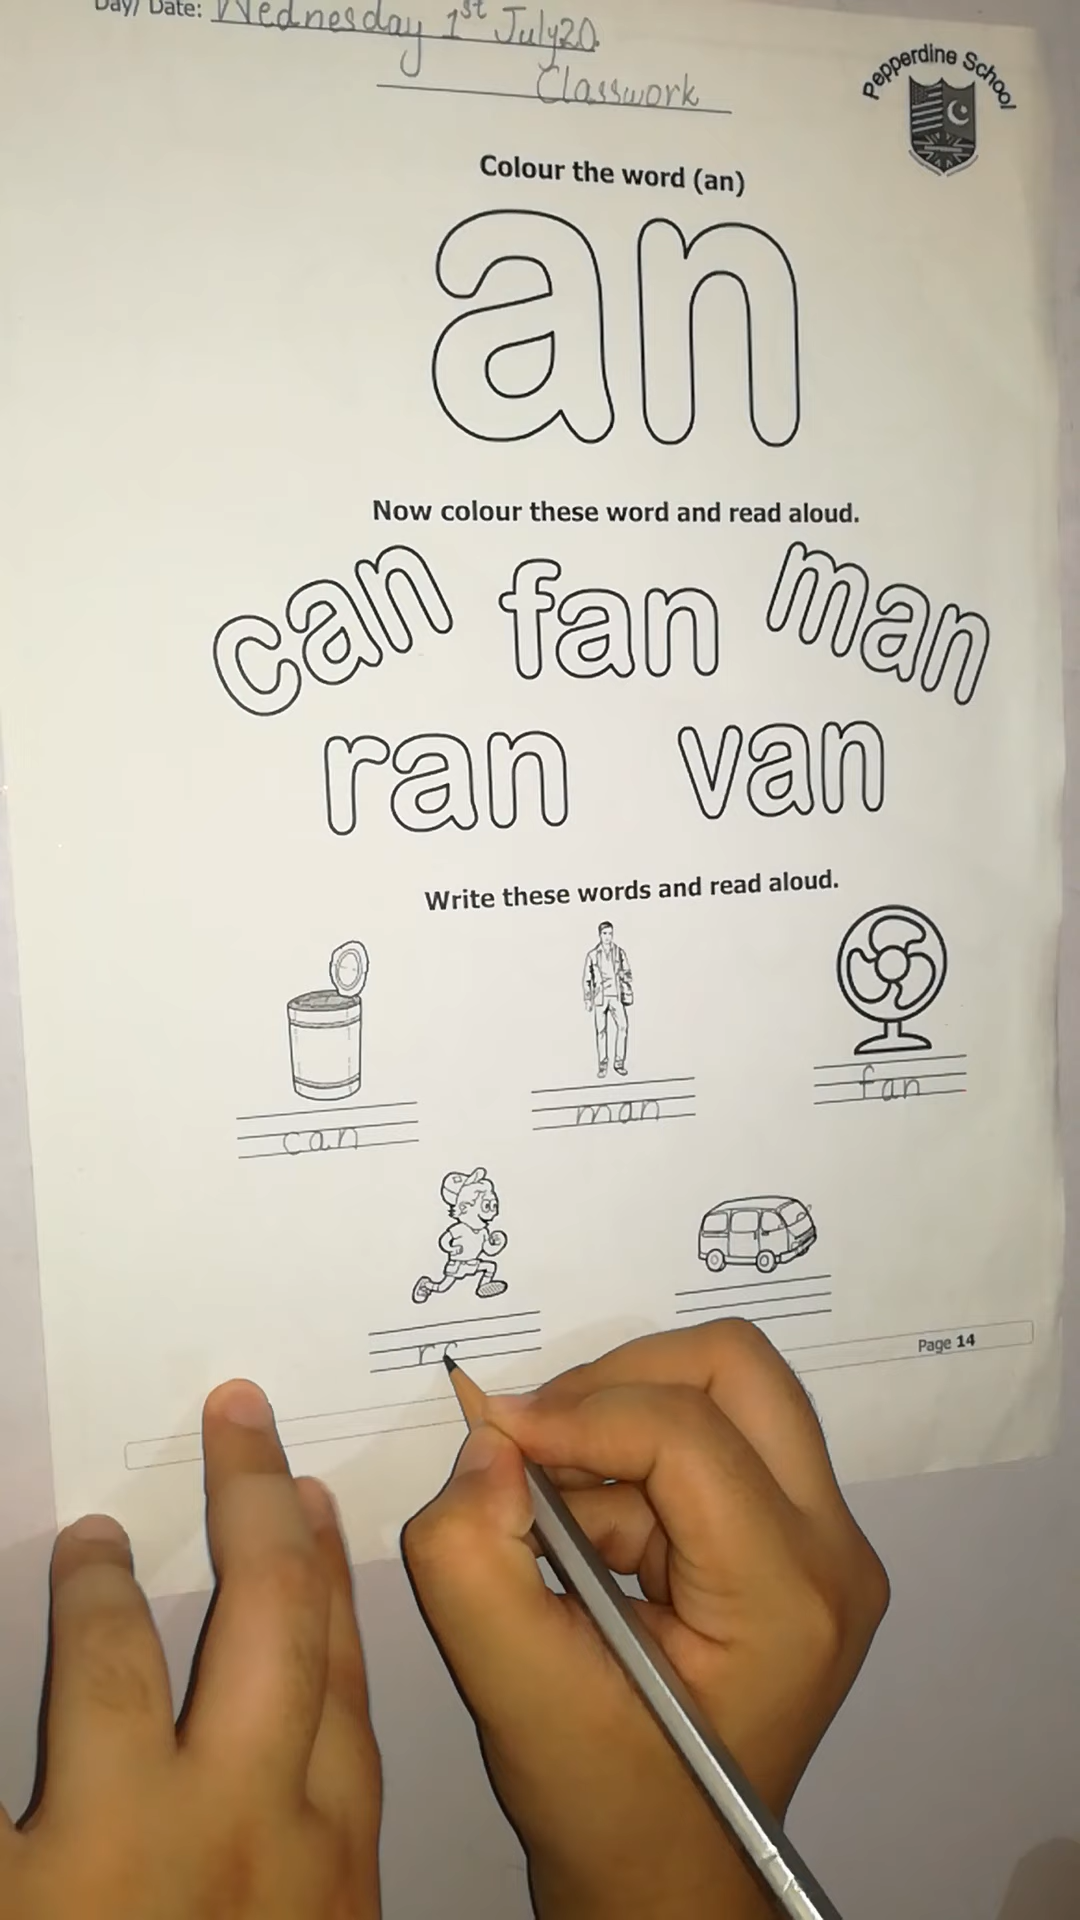 Day/ Date: Wednesday 1st July20.
Classwork
Pepperdine School
Colour the word (an)
an
Now colour these word and read aloud.
can fan man
ran van
Write these words and read aloud.
can man fan
r
Page 14